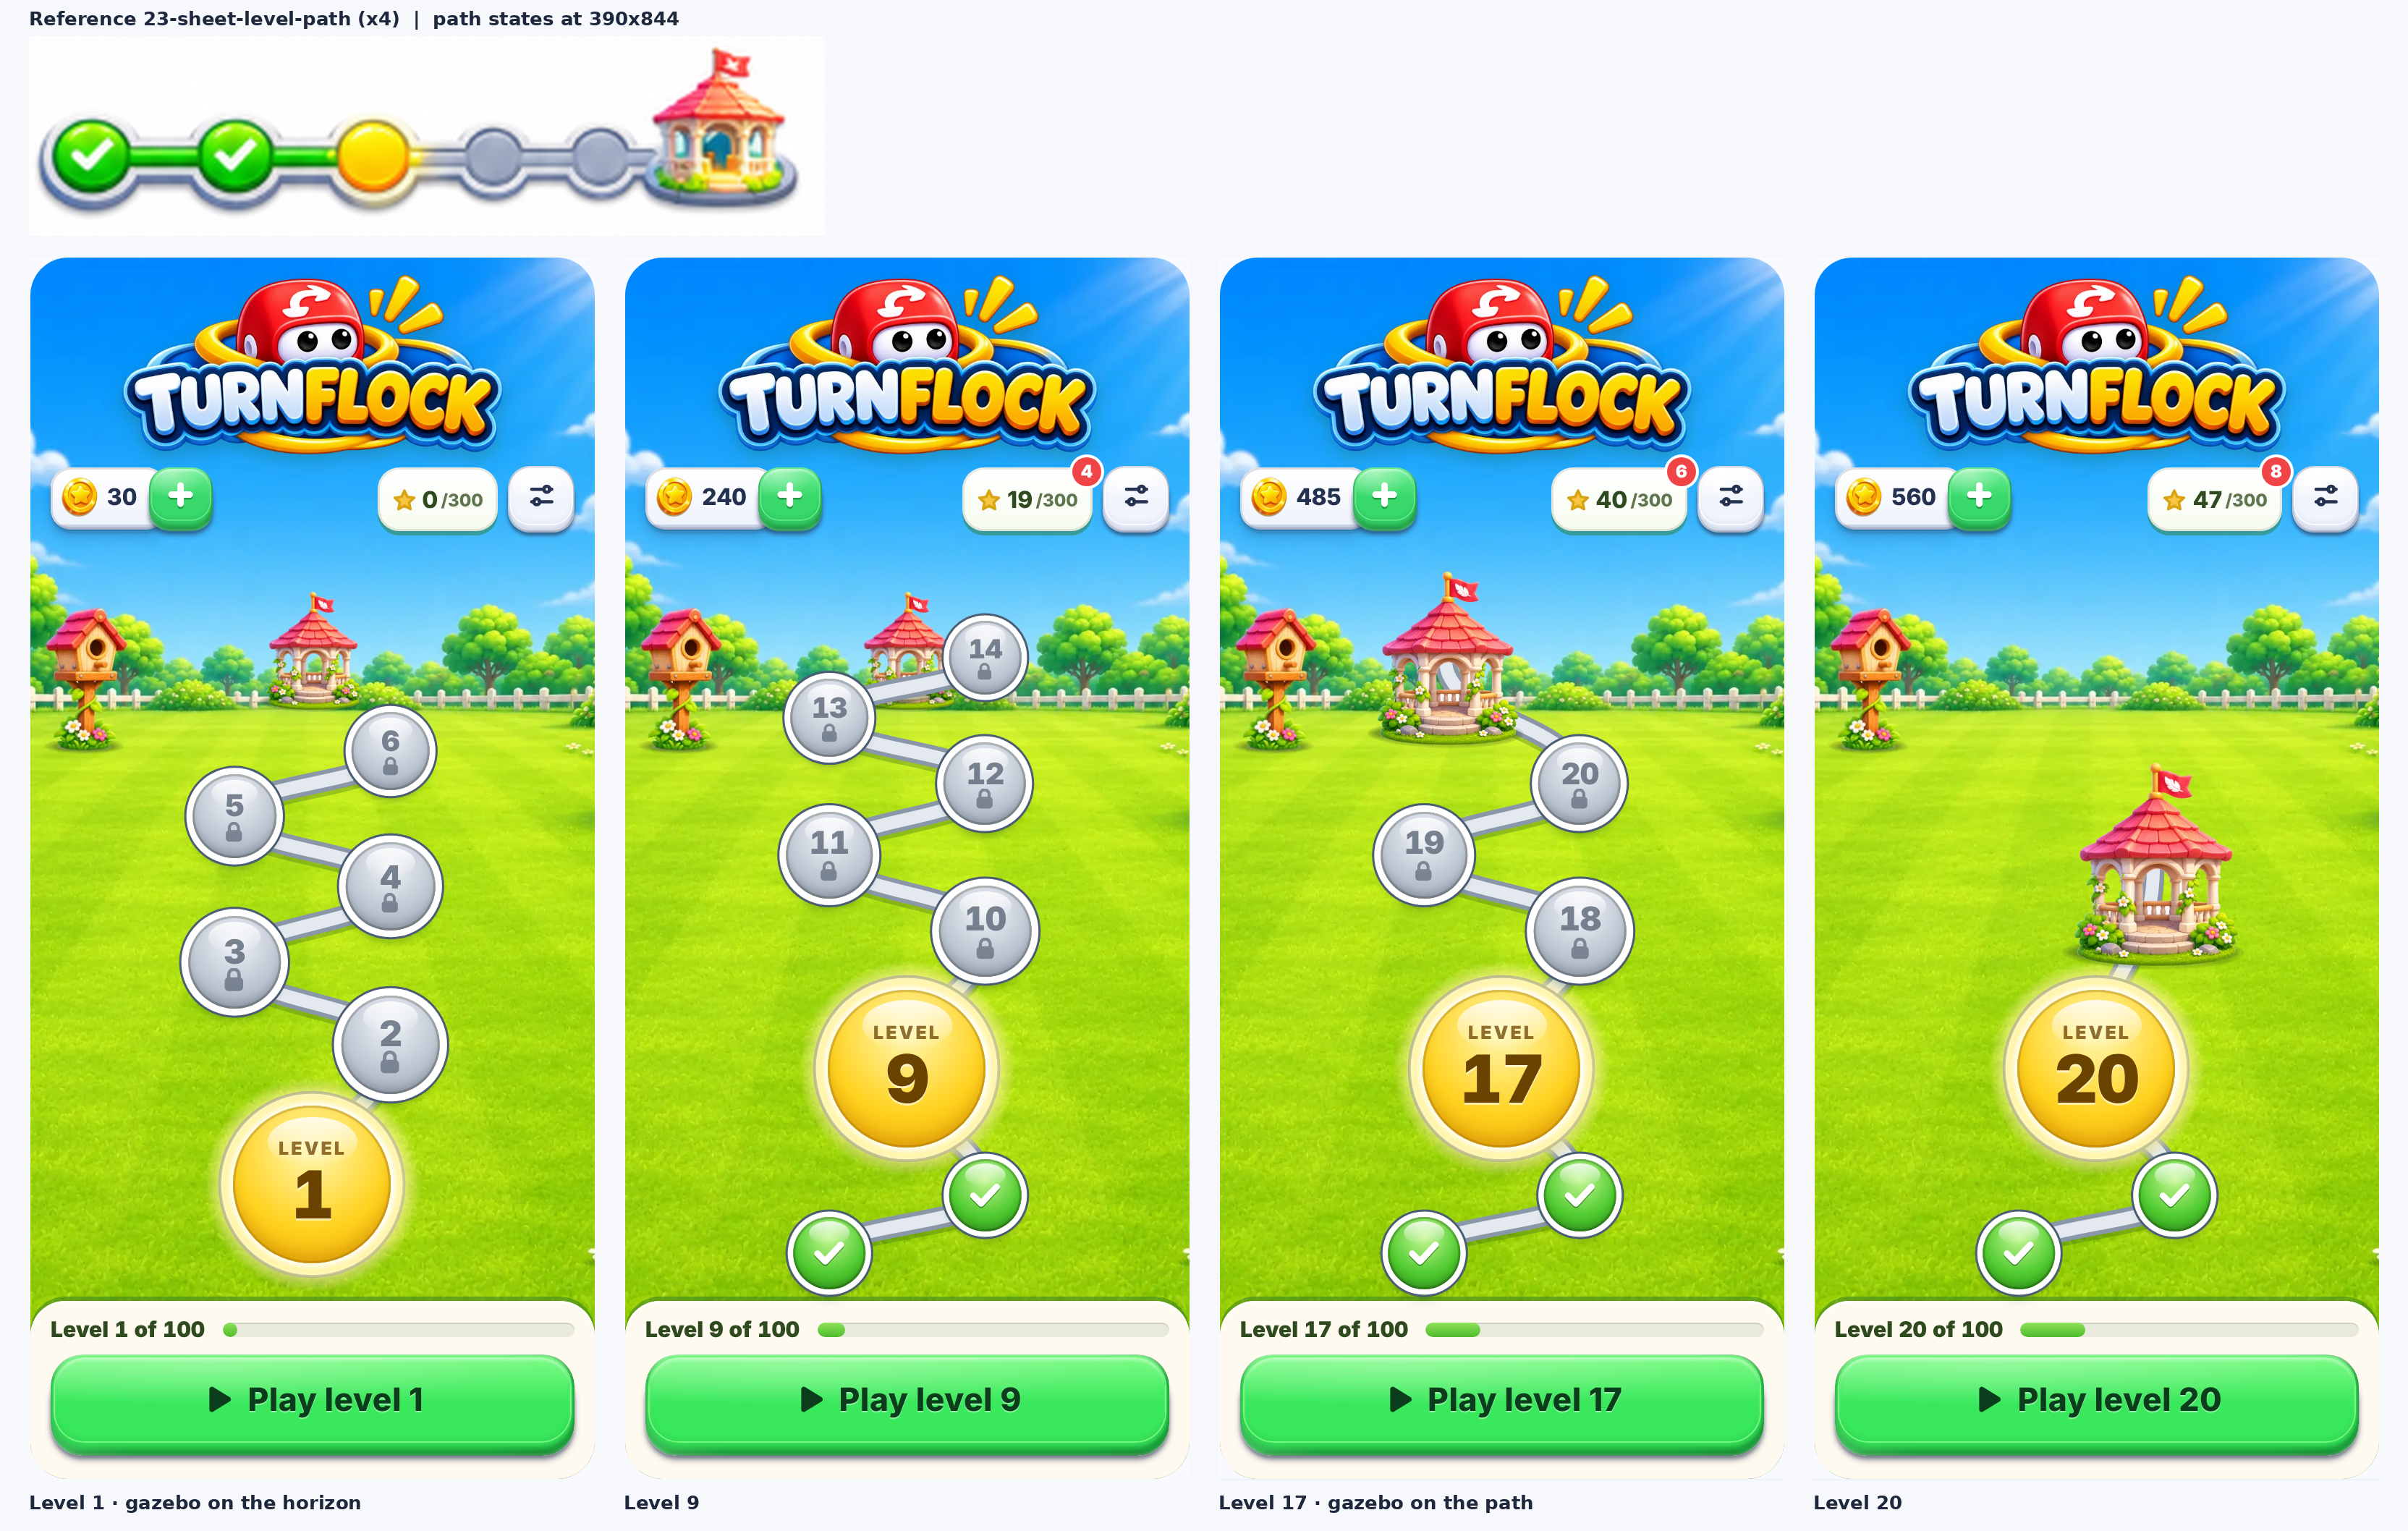 Reference 23-sheet-level-path (x4) | path states at 390x844
TURNFLOCK
30
0/300
6
5
4
3
2
LEVEL
1
Level 1 of 100
Play level 1
Level 1 · gazebo on the horizon
TURNFLOCK
240
19/300
4
14
13
12
11
10
LEVEL
9
Level 9 of 100
Play level 9
Level 9
TURNFLOCK
485
40/300
6
20
19
18
LEVEL
17
Level 17 of 100
Play level 17
Level 17 · gazebo on the path
TURNFLOCK
560
47/300
8
LEVEL
20
Level 20 of 100
Play level 20
Level 20